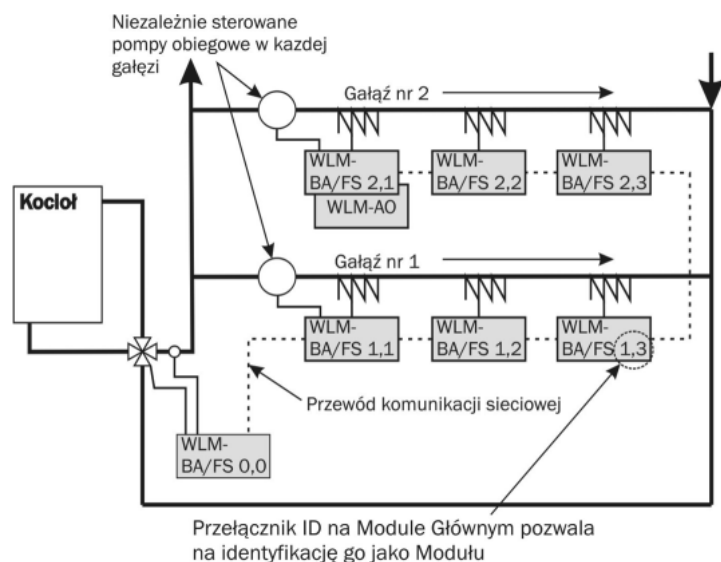 Niezależnie sterowane
pompy obiegowe w kazdej
gałęzi
Gałąź nr 2
WLM-
BA/FS 2,1
WLM-
BA/FS 2,2
WLM-
BA/FS 2,3
WLM-AO
Kocioł
Gałąź nr 1
WLM-
BA/FS 1,1
WLM-
BA/FS 1,2
WLM-
BA/FS 1,3
Przewód komunikacji sieciowej
WLM-
BA/FS 0,0
Przełącznik ID na Module Głównym pozwala
na identyfikację go jako Modułu